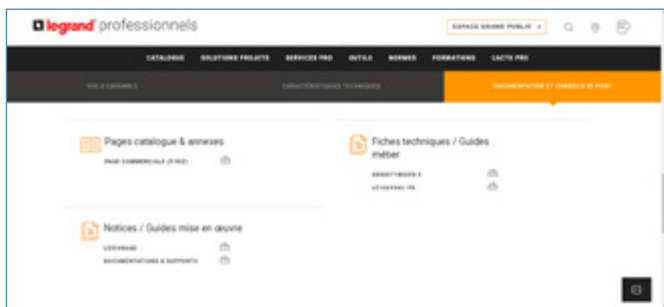 legrand professionnels
ESPACE GRAND PUBLIC
CATALOGUE SOLUTIONS PROJETS SERVICES PRO OUTILS NORMES FORMATIONS L'ACTU PRO
VUE D'ENSEMBLE CARACTÉRISTIQUES TECHNIQUES DOCUMENTATION ET CONSEILS DE POSE
Pages catalogue & annexes
PAGE COMMERCIALE
Fiches techniques / Guides
métier
Notices / Guides mise en œuvre
DOCUMENTATIONS & SUPPORTS